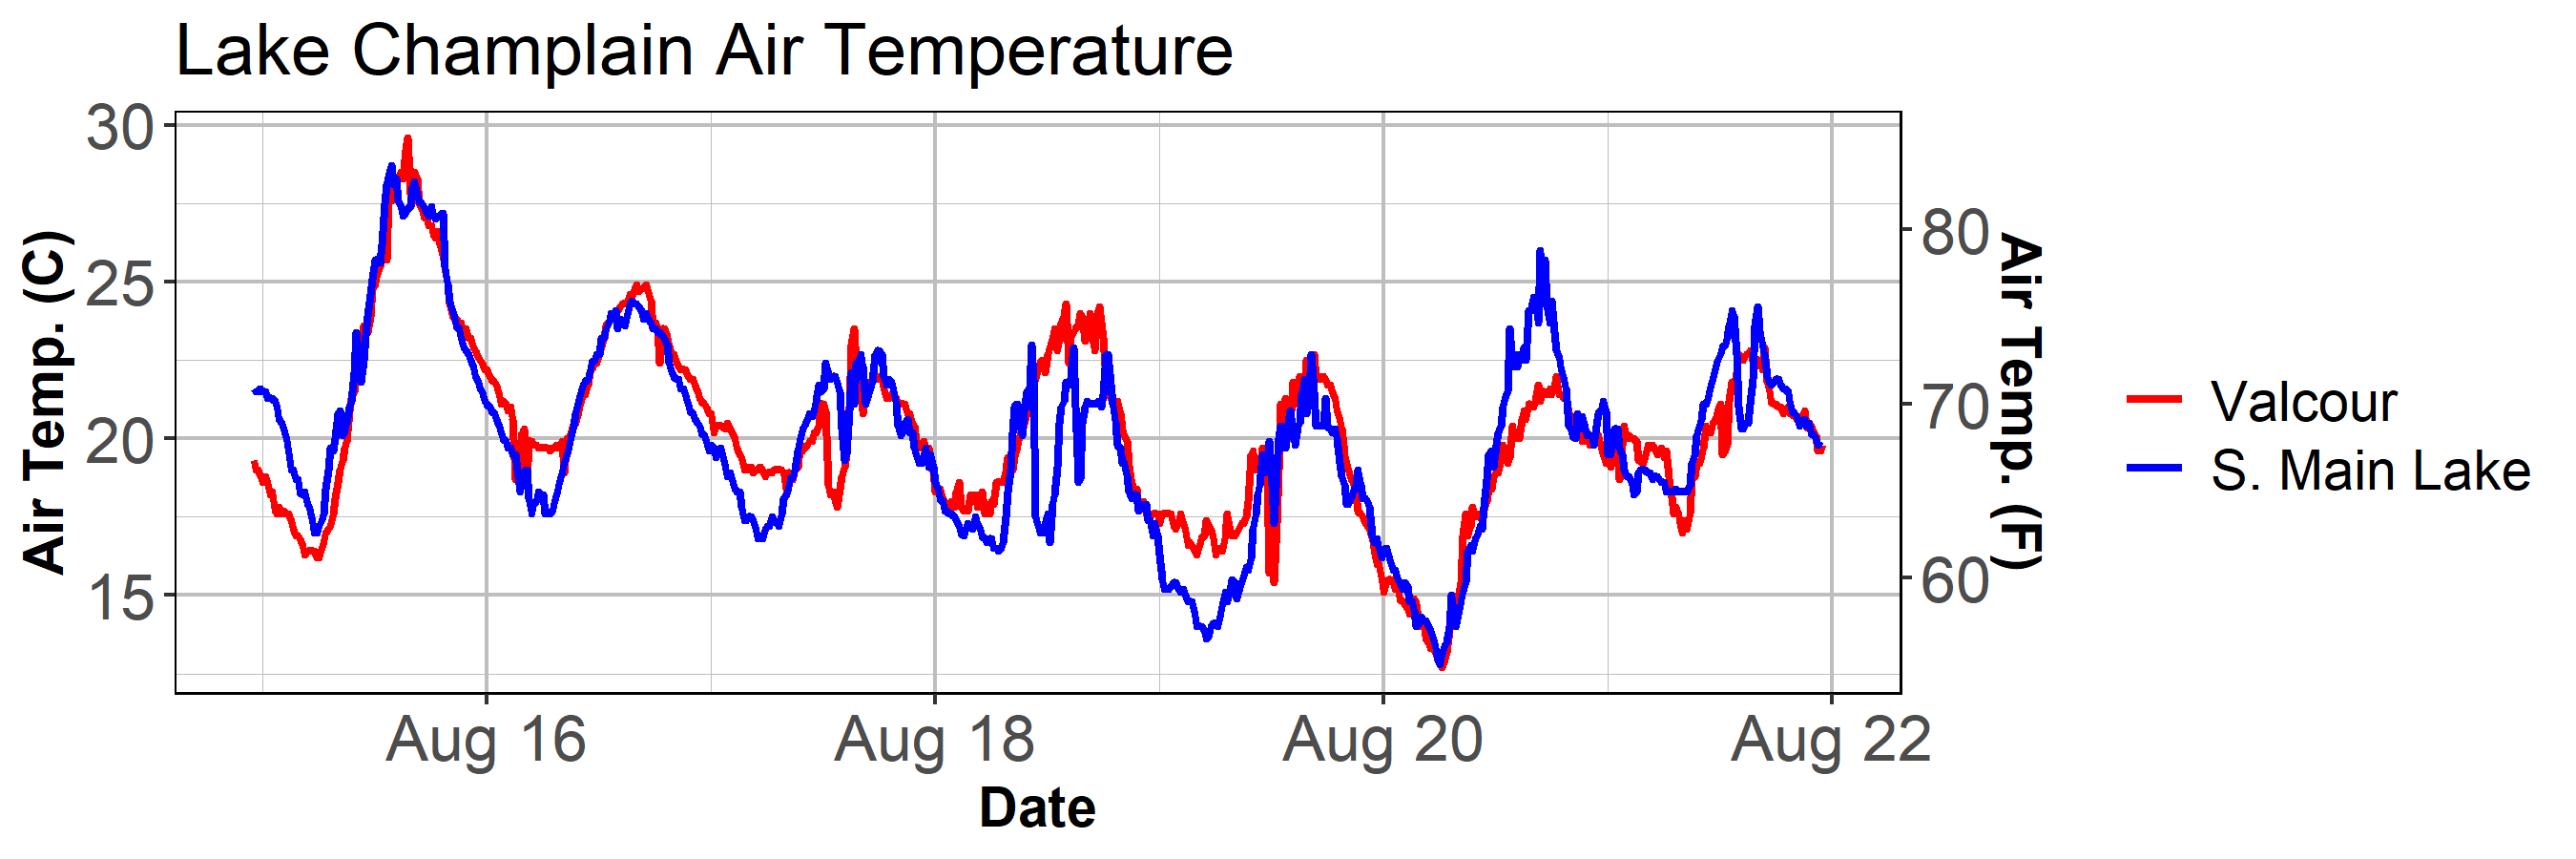 Lake Champlain Air Temperature
Air Temp. (C)
30
25
20
15
80
70
60
Air Temp. (F)
Aug 16
Aug 18
Aug 20
Aug 22
Date
Valcour
S. Main Lake